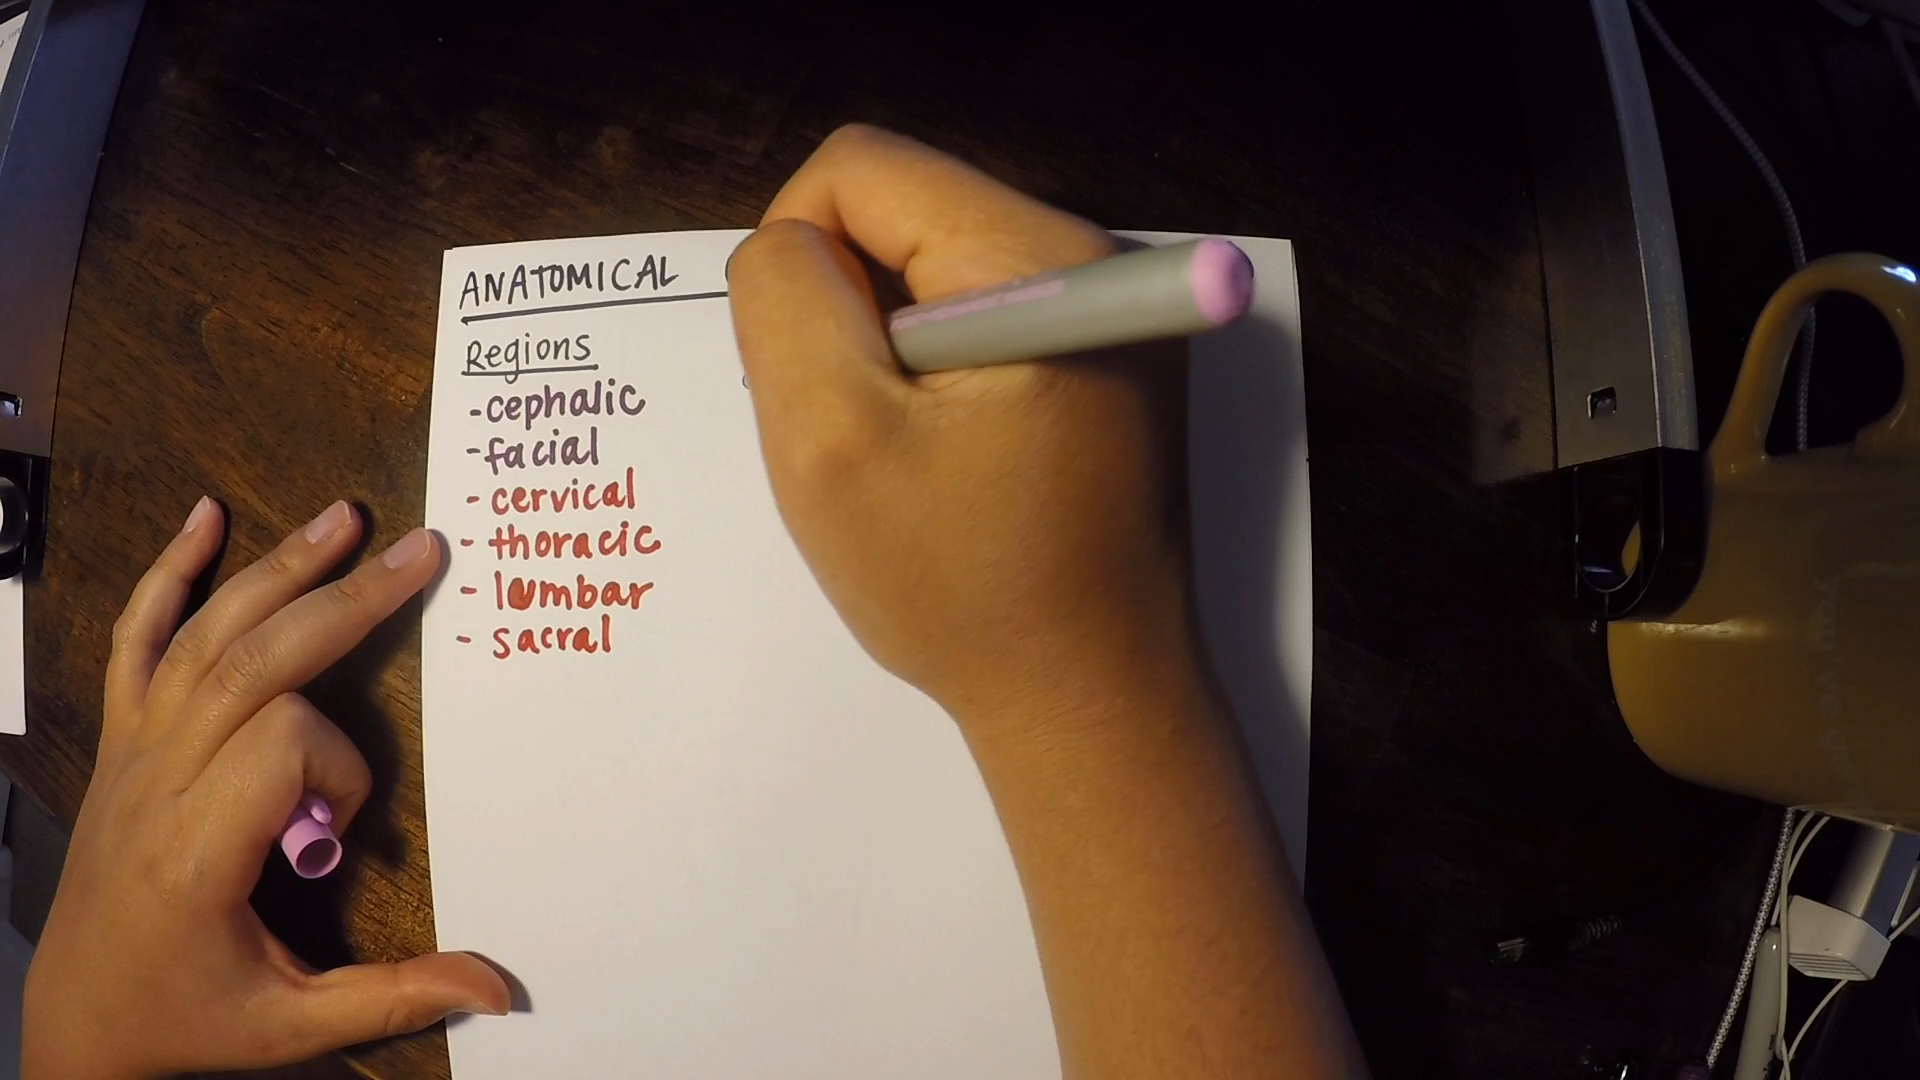 ANATOMICAL
Regions
-cephalic
-facial
- cervical
- thoracic
- lumbar
- sacral